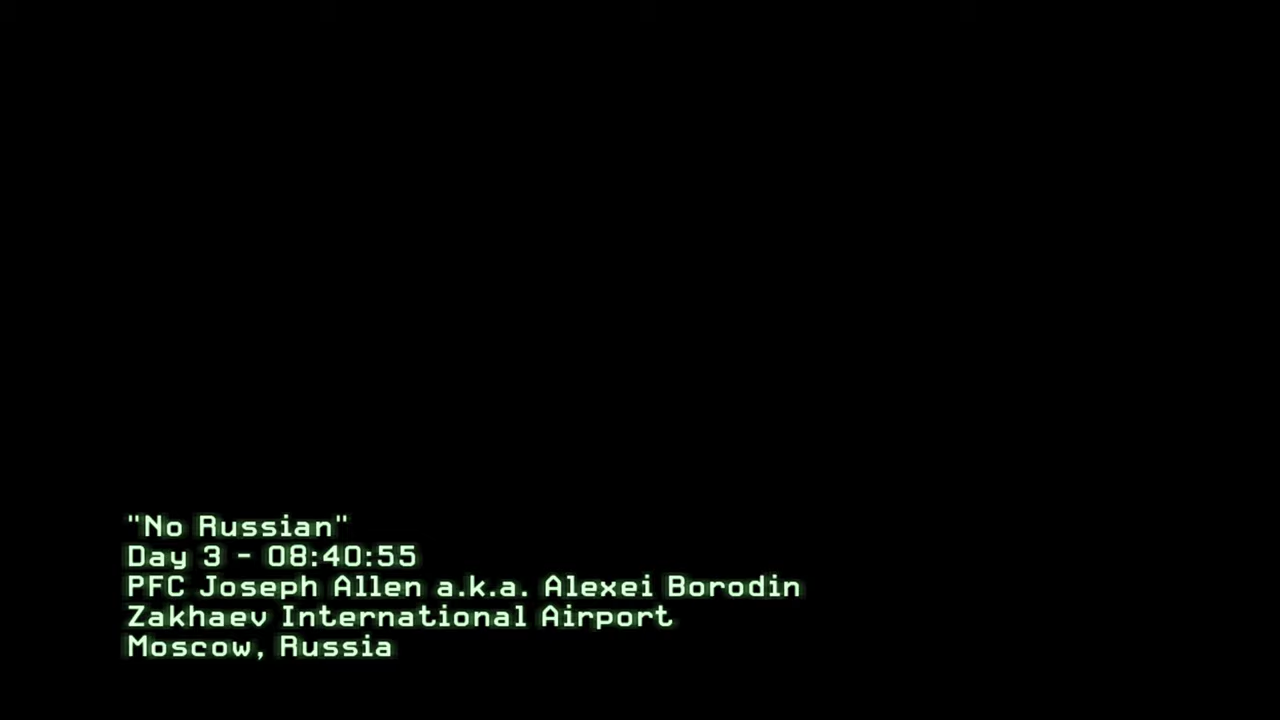 "No Russian"
Day 3 - 08:40:55
PFC Joseph Allen a.k.a. Alexei Borodin
Zakhaev International Airport
Moscow, Russia